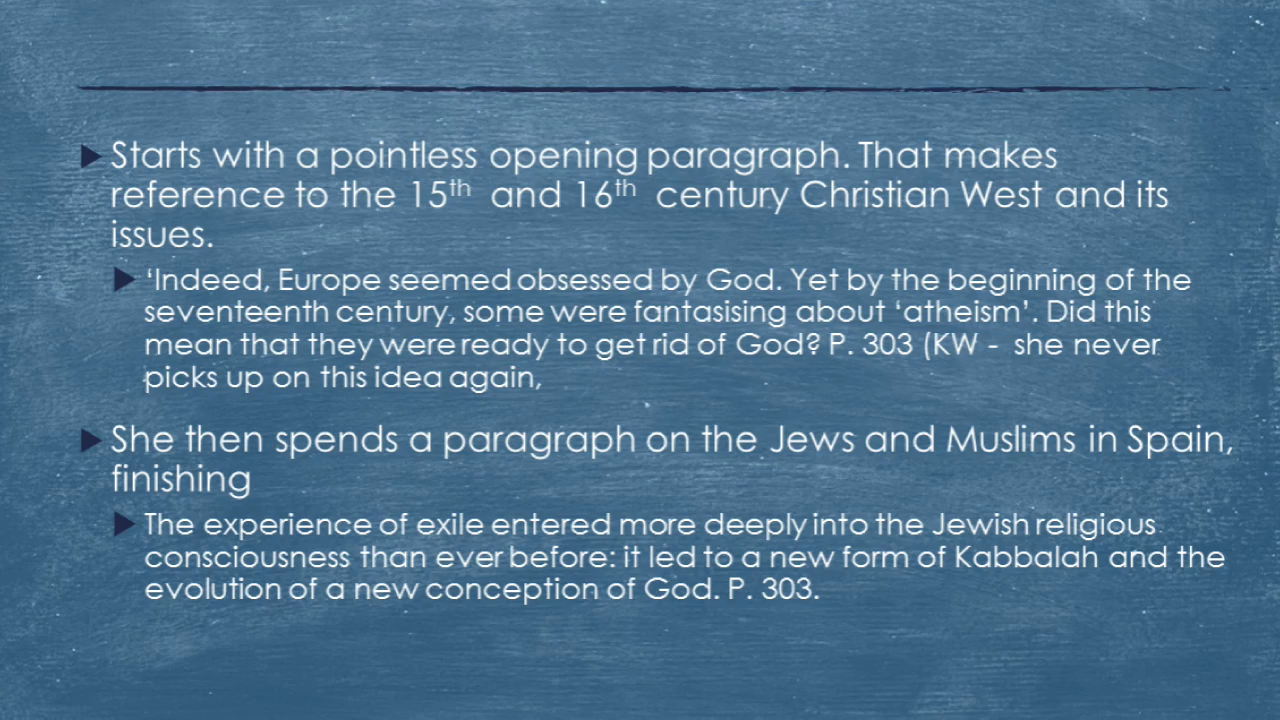 Starts with a pointless opening paragraph. That makes
reference to the 15th and 16th century Christian West and its
issues.
‘Indeed, Europe seemed obsessed by God. Yet by the beginning of the
seventeenth century, some were fantasising about ‘atheism’. Did this
mean that they were ready to get rid of God? P. 303 (KW - she never
picks up on this idea again,
She then spends a paragraph on the Jews and Muslims in Spain,
finishing
The experience of exile entered more deeply into the Jewish religious
consciousness than ever before: it led to a new form of Kabbalah and the
evolution of a new conception of God. P. 303.